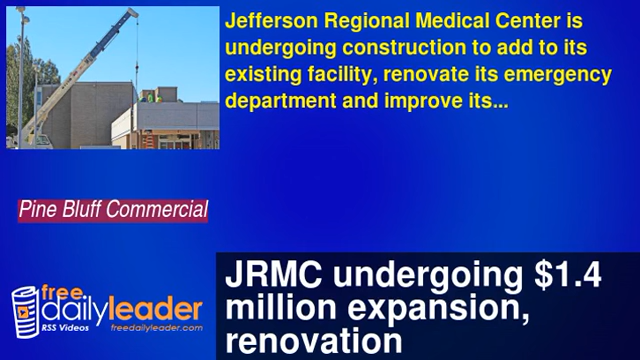 Jefferson Regional Medical Center is
undergoing construction to add to its
existing facility, renovate its emergency
department and improve its...
Pine Bluff Commercial
free
dailyleader
RSS Videos freedailyleader.com
JRMC undergoing $1.4
million expansion,
renovation